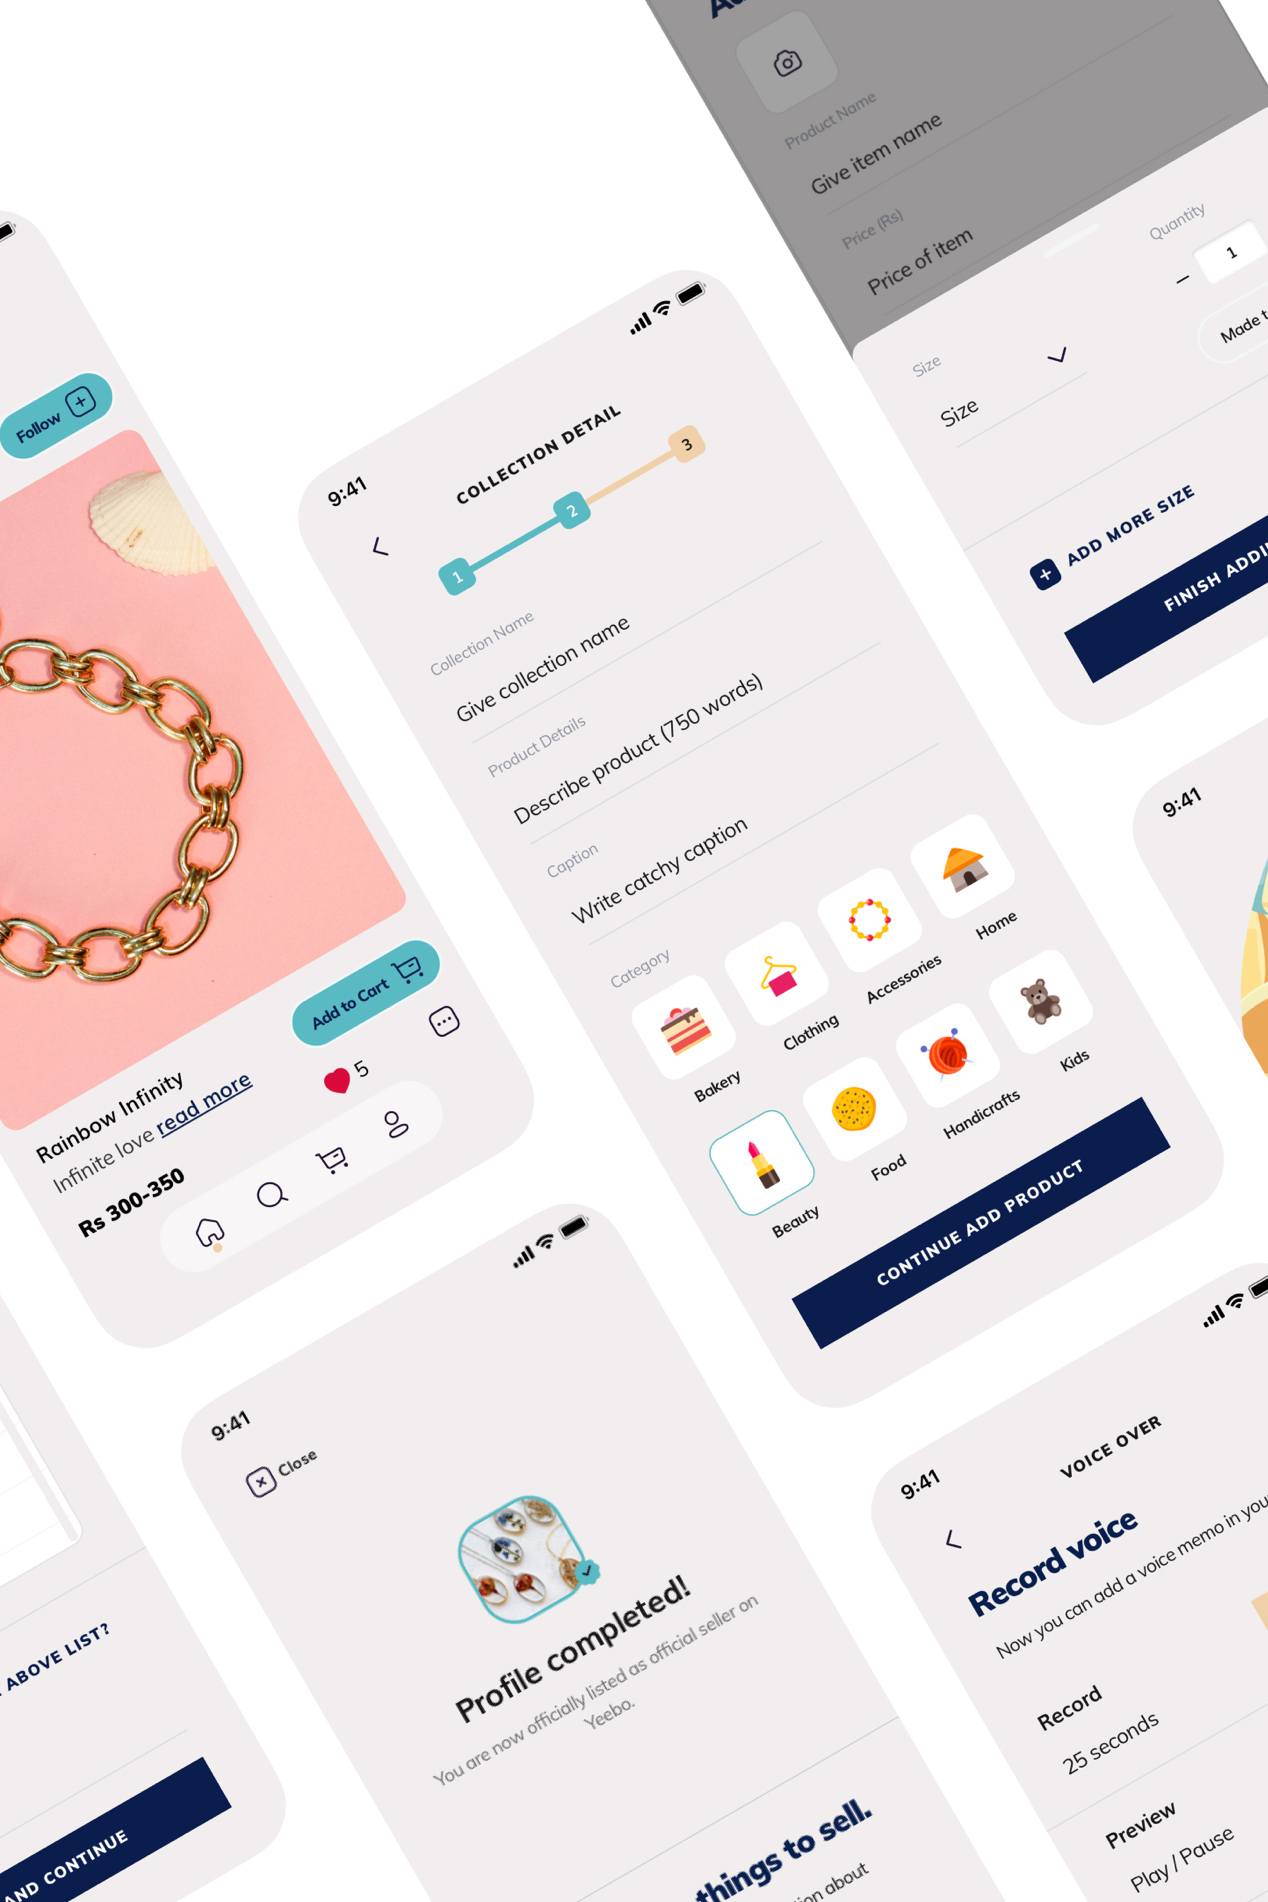 Product Name
Give item name
Price (Rs)
Price of item
Quantity
1
Size
Size
ADD MORE SIZE
Follow
Add to Cart
5
Rainbow Infinity
Infinite love read more
Rs 300-350
9:41
COLLECTION DETAIL
1
2
3
Collection Name
Give collection name
Product Details
Describe product (750 words)
Caption
Write catchy caption
Category
Bakery
Clothing
Accessories
Home
Beauty
Food
Handicrafts
Kids
CONTINUE ADD PRODUCT
Made
FINISH
9:41
ABOVE LIST?
AND CONTINUE
9:41
Close
Profile completed!
You are now officially listed as official seller on
Yeebo.
things to sell.
about
9:41
VOICE OVER
Record voice
Now you can add a voice memo in
Record
25 seconds
Preview
Play / Pause